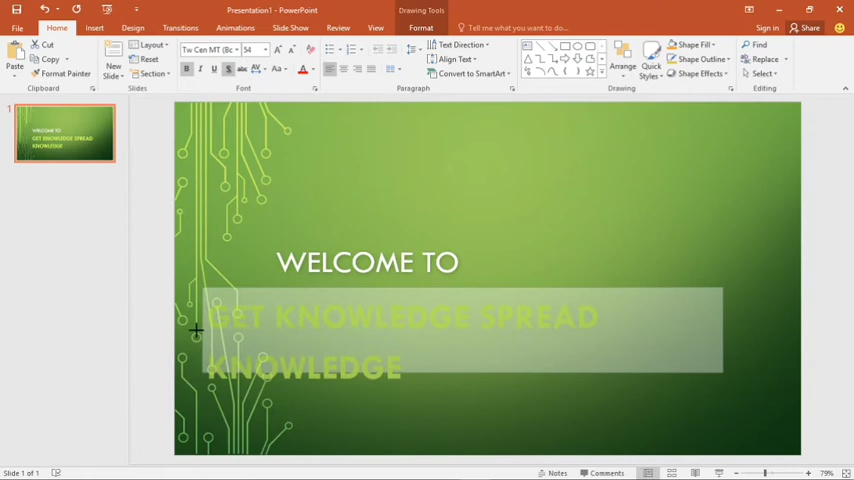 Presentation1 - PowerPoint
Drawing Tools
Sign in
Share
File
Home
Insert
Design
Transitions
Animations
Slide Show
Review
View
Format
Tell me what you want to do...
Paste
Cut
Copy
Format Painter
Clipboard
New
Slide
Layout
Reset
Section
Slides
Tw Cen MT (Bc
54
B I U S abc AV Aa A
Font
Text Direction
Align Text
Convert to SmartArt
Paragraph
Arrange
Quick
Styles
Shape Fill
Shape Outline
Shape Effects
Drawing
Find
Replace
Select
Editing
1
WELCOME TO
GET KNOWLEDGE SPREAD
KNOWLEDGE
WELCOME TO
GET KNOWLEDGE SPREAD
KNOWLEDGE
Slide 1 of 1
Notes
Comments
79%